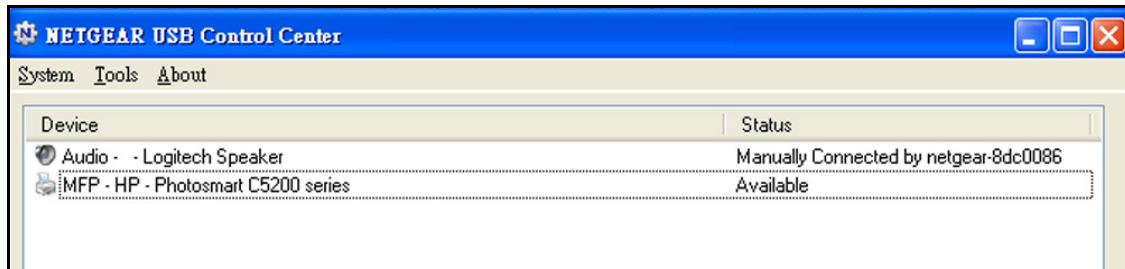 NETGEAR USB Control Center
System Tools About
Device Status
Audio - - Logitech Speaker Manually Connected by netgear-8dc0086
MFP - HP - Photosmart C5200 series Available